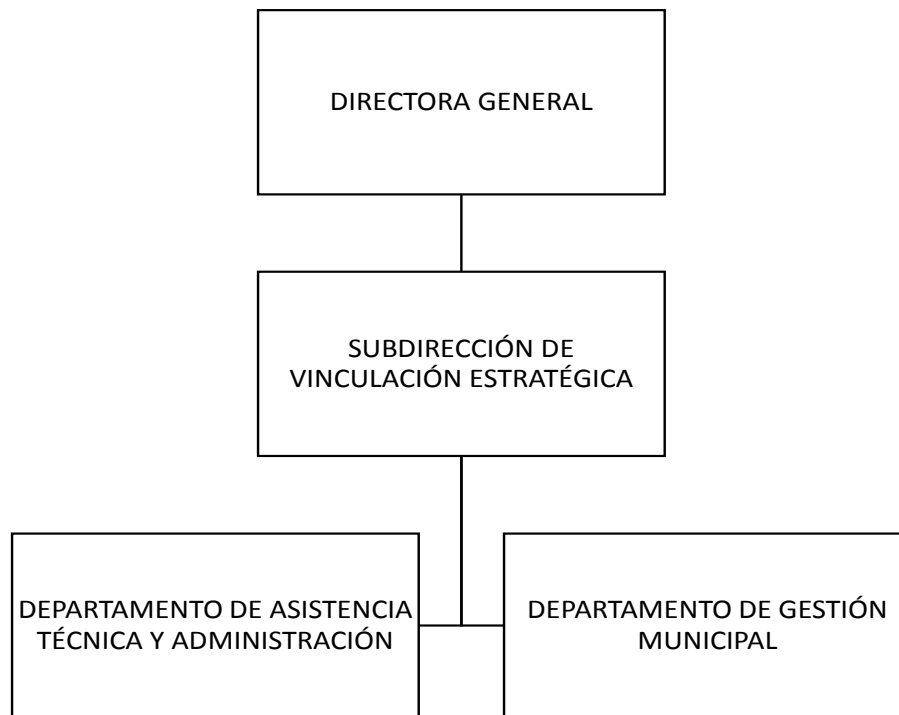 DIRECTORA GENERAL
SUBDIRECCIÓN DE
VINCULACIÓN ESTRATÉGICA
DEPARTAMENTO DE ASISTENCIA
TÉCNICA Y ADMINISTRACIÓN
DEPARTAMENTO DE GESTIÓN
MUNICIPAL